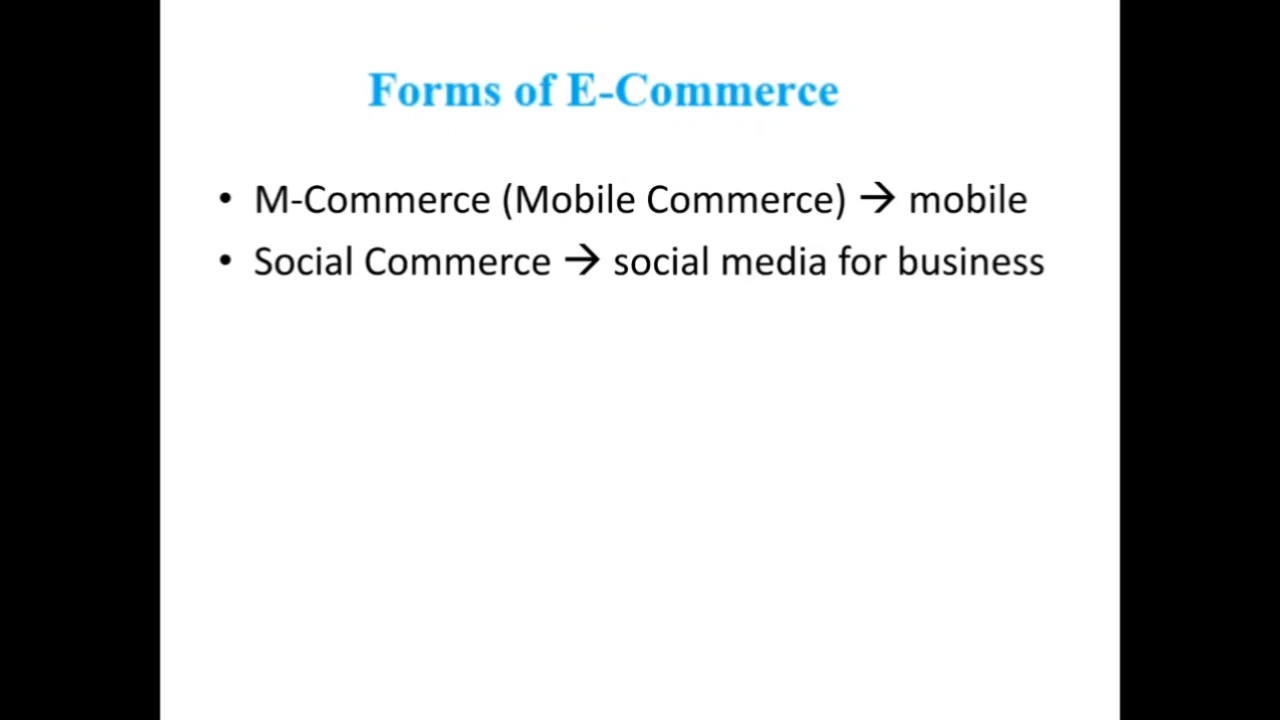 Forms of E-Commerce
• M-Commerce (Mobile Commerce) → mobile
• Social Commerce → social media for business